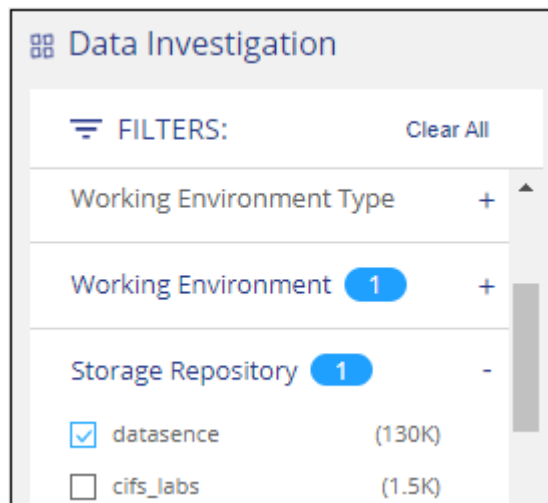 Data Investigation
FILTERS: Clear All
Working Environment Type +
Working Environment 1 +
Storage Repository 1 -
datasence (130K)
cifs_labs (1.5K)